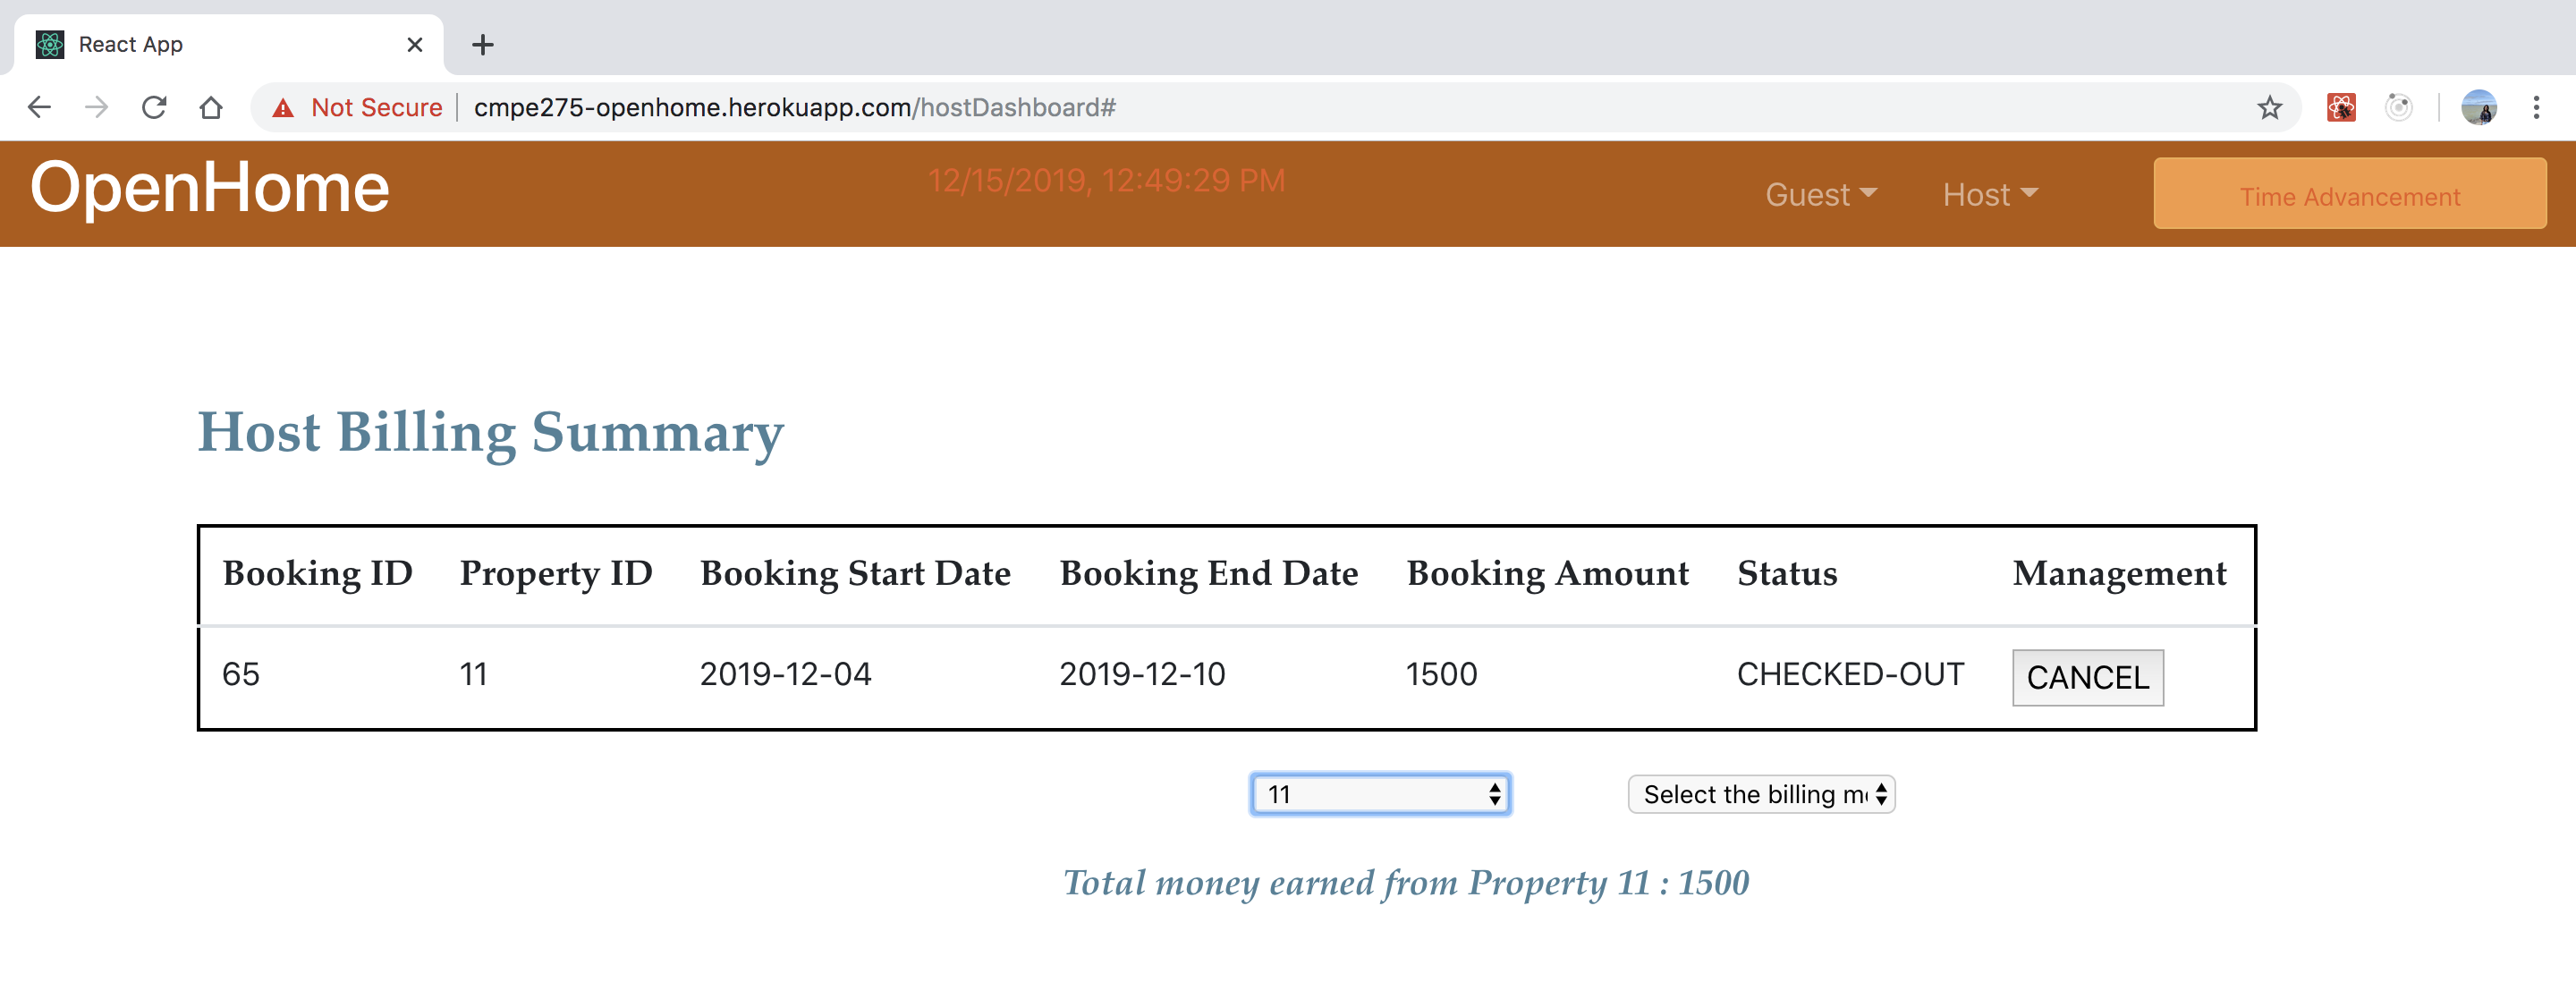 React App
Not Secure cmpe275-openhome.herokuapp.com/hostDashboard#
OpenHome 12/15/2019, 12:49:29 PM Guest Host Time Advancement
Host Billing Summary
Booking ID Property ID Booking Start Date Booking End Date Booking Amount Status Management
65 11 2019-12-04 2019-12-10 1500 CHECKED-OUT CANCEL
11 Select the billing m
Total money earned from Property 11 : 1500